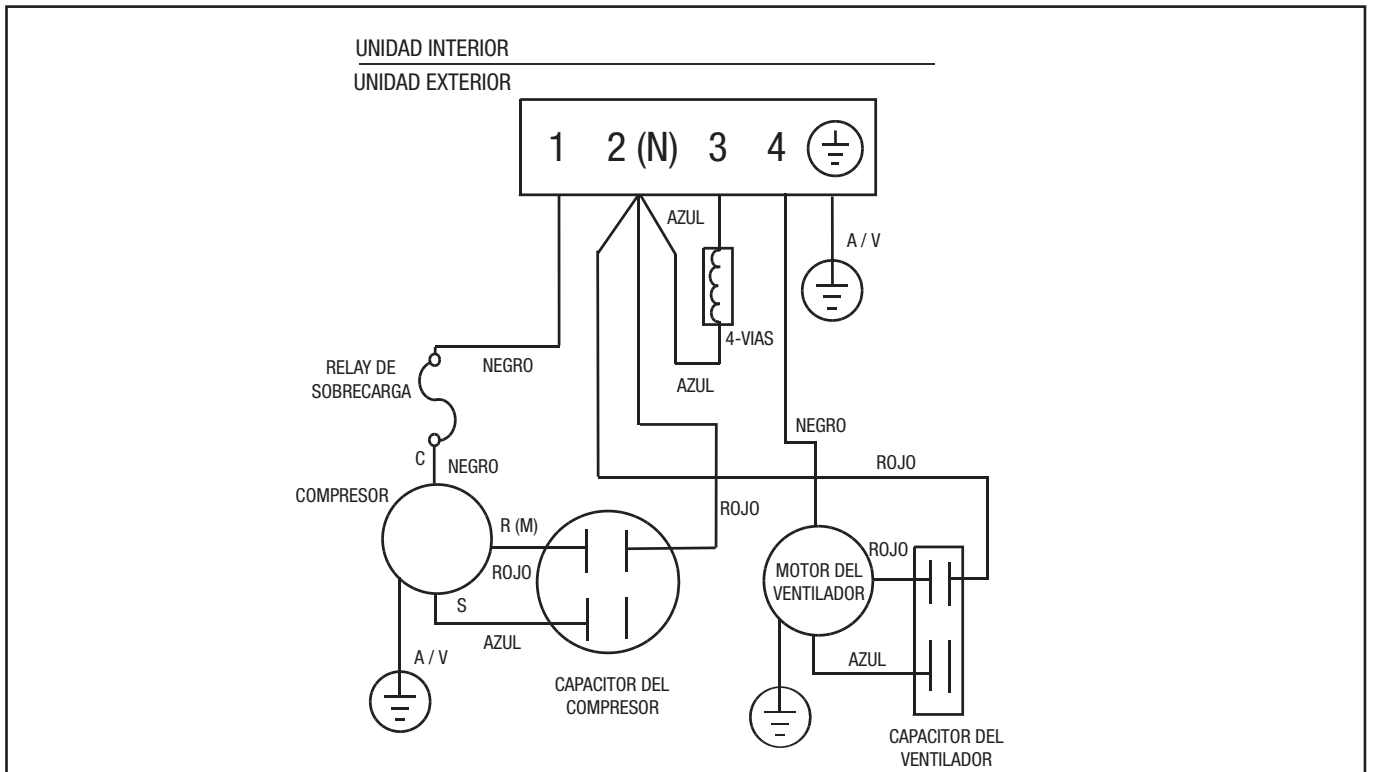 UNIDAD INTERIOR
UNIDAD EXTERIOR
1 2 (N) 3 4
AZUL
A / V
4-VIAS
NEGRO
RELAY DE
SOBRECARGA
AZUL
NEGRO
C
NEGRO
ROJO
COMPRESOR
ROJO
R (M)
ROJO
ROJO
MOTOR DEL
VENTILADOR
S
AZUL
A / V
AZUL
CAPACITOR DEL
COMPRESOR
CAPACITOR DEL
VENTILADOR